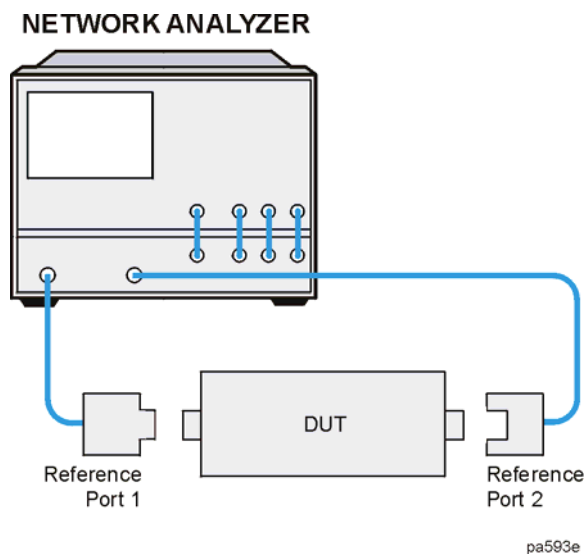 NETWORK ANALYZER
DUT
Reference
Port 1
Reference
Port 2
pa593e